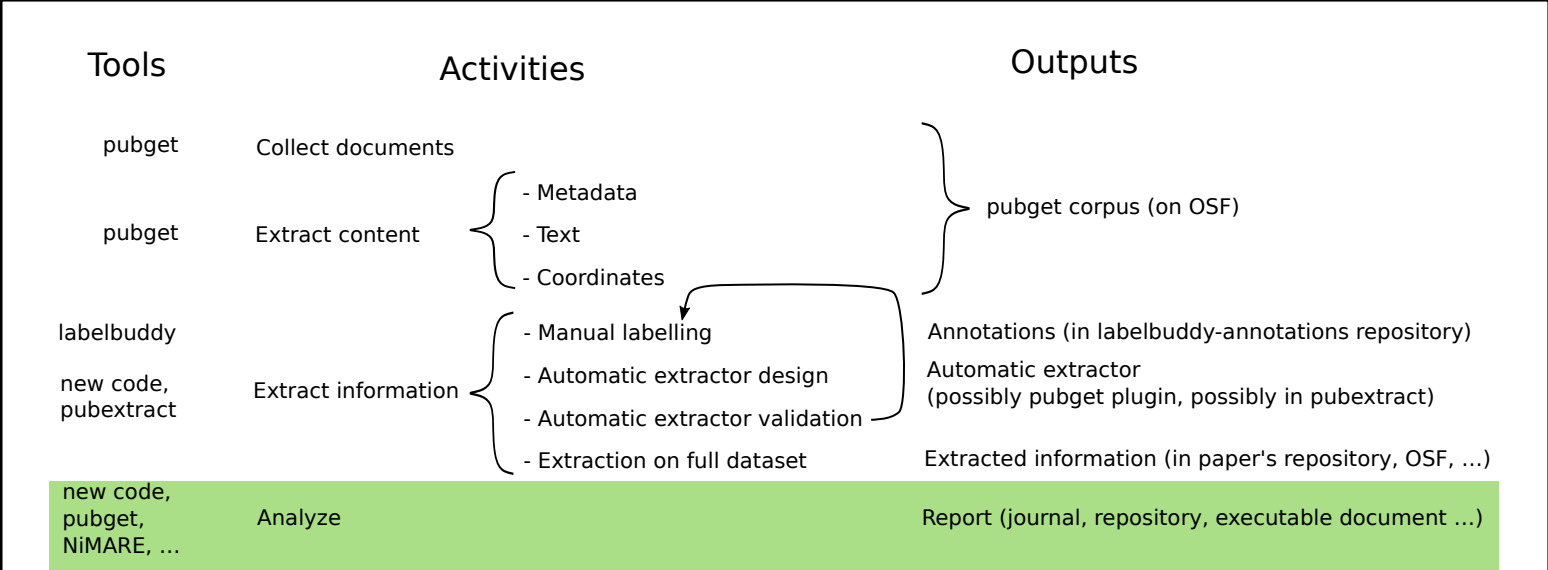 Tools
Activities
Outputs
pubget
Collect documents
pubget
Extract content
- Metadata
- Text
- Coordinates
pubget corpus (on OSF)
labelbuddy
new code,
pubextract
Extract information
- Manual labelling
- Automatic extractor design
- Automatic extractor validation
- Extraction on full dataset
Annotations (in labelbuddy-annotations repository)
Automatic extractor
(possibly pubget plugin, possibly in pubextract)
Extracted information (in paper's repository, OSF, …)
new code,
pubget,
NiMARE, …
Analyze
Report (journal, repository, executable document …)